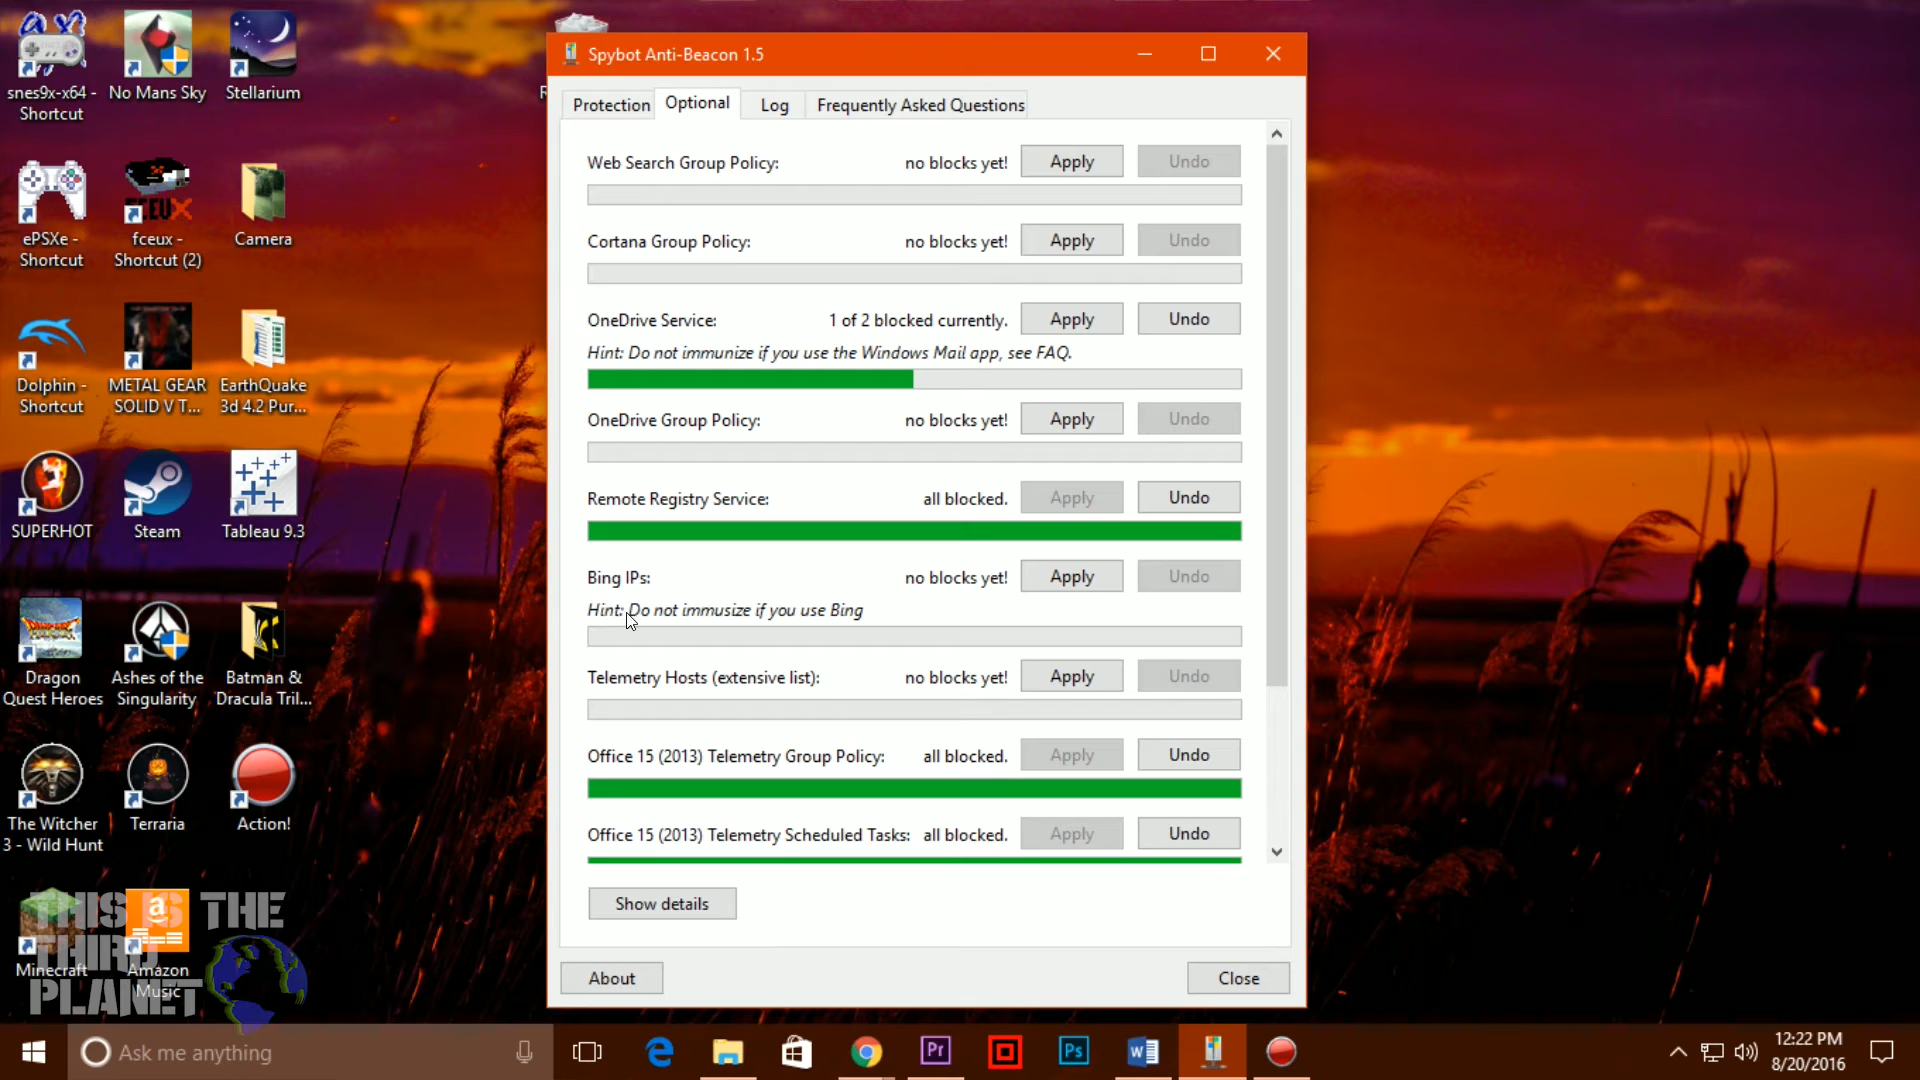 snes9x-x64 -
Shortcut
No Mans Sky
Stellarium
ePSXe -
Shortcut
fceux -
Shortcut (2)
Camera
Dolphin -
Shortcut
METAL GEAR
SOLID V T...
EarthQuake
3d 4.2 Pur...
SUPERHOT
Steam
Tableau 9.3
Dragon
Quest Heroes
Ashes of the
Singularity
Batman &
Dracula Tril...
The Witcher
3 - Wild Hunt
Terraria
Action!
Minecraft
Amazon
Music
THIS IS THE
THIRD
PLANET
Spybot Anti-Beacon 1.5
Protection Optional Log Frequently Asked Questions
Web Search Group Policy: no blocks yet! Apply Undo
Cortana Group Policy: no blocks yet! Apply Undo
OneDrive Service: 1 of 2 blocked currently. Apply Undo
Hint: Do not immunize if you use the Windows Mail app, see FAQ.
OneDrive Group Policy: no blocks yet! Apply Undo
Remote Registry Service: all blocked. Apply Undo
Bing IPs: no blocks yet! Apply Undo
Hint: Do not immusize if you use Bing
Telemetry Hosts (extensive list): no blocks yet! Apply Undo
Office 15 (2013) Telemetry Group Policy: all blocked. Apply Undo
Office 15 (2013) Telemetry Scheduled Tasks: all blocked. Apply Undo
Show details
About Close
Ask me anything
Pr
Ps
12:22 PM
8/20/2016